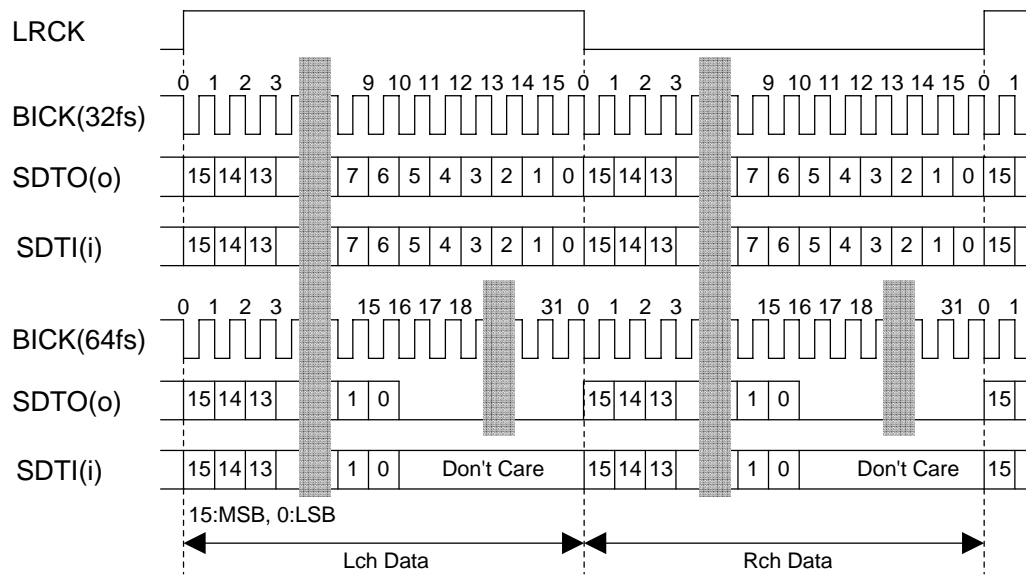 LRCK
0 1 2 3 9 10 11 12 13 14 15 0 1 2 3 9 10 11 12 13 14 15 0 1
BICK(32fs)
SDTO(o) 15 14 13 7 6 5 4 3 2 1 0 15 14 13 7 6 5 4 3 2 1 0 15
SDTI(i) 15 14 13 7 6 5 4 3 2 1 0 15 14 13 7 6 5 4 3 2 1 0 15
0 1 2 3 15 16 17 18 31 0 1 2 3 15 16 17 18 31 0 1
BICK(64fs)
SDTO(o) 15 14 13 1 0 15 14 13 1 0 15
SDTI(i) 15 14 13 1 0 Don't Care 15 14 13 1 0 Don't Care 15
15:MSB, 0:LSB
Lch Data Rch Data